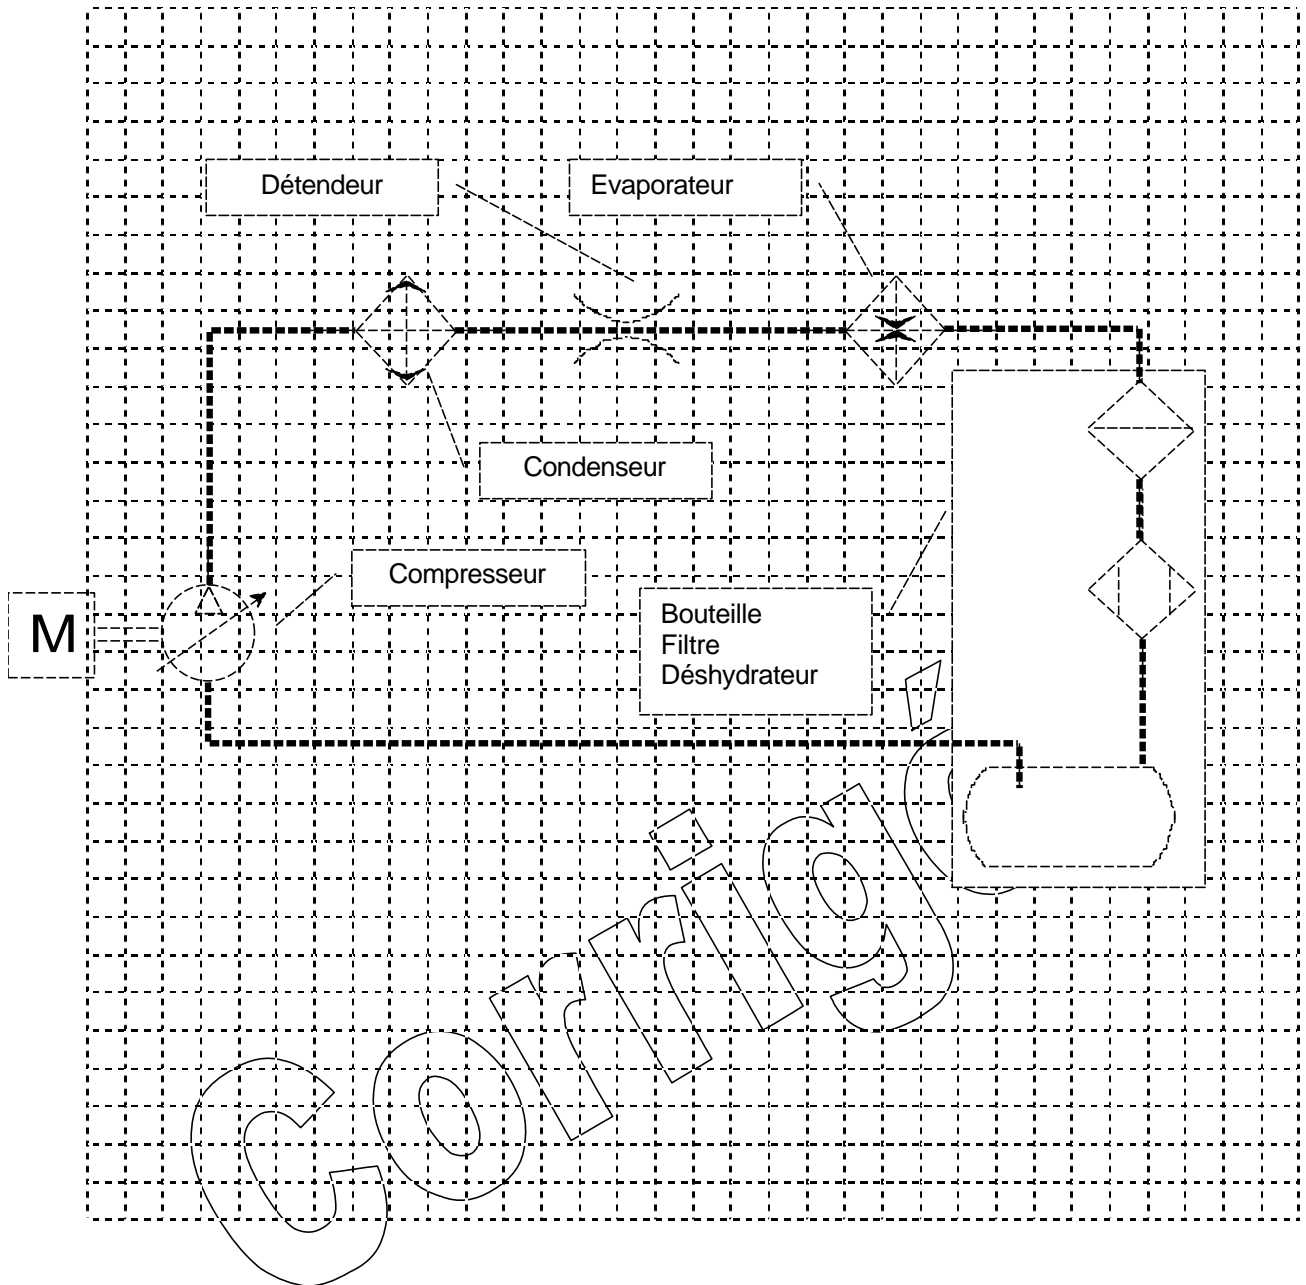 Détendeur
Evaporateur
Condenseur
Compresseur
M
Bouteille
Filtre
Déshydrateur
Corrigé